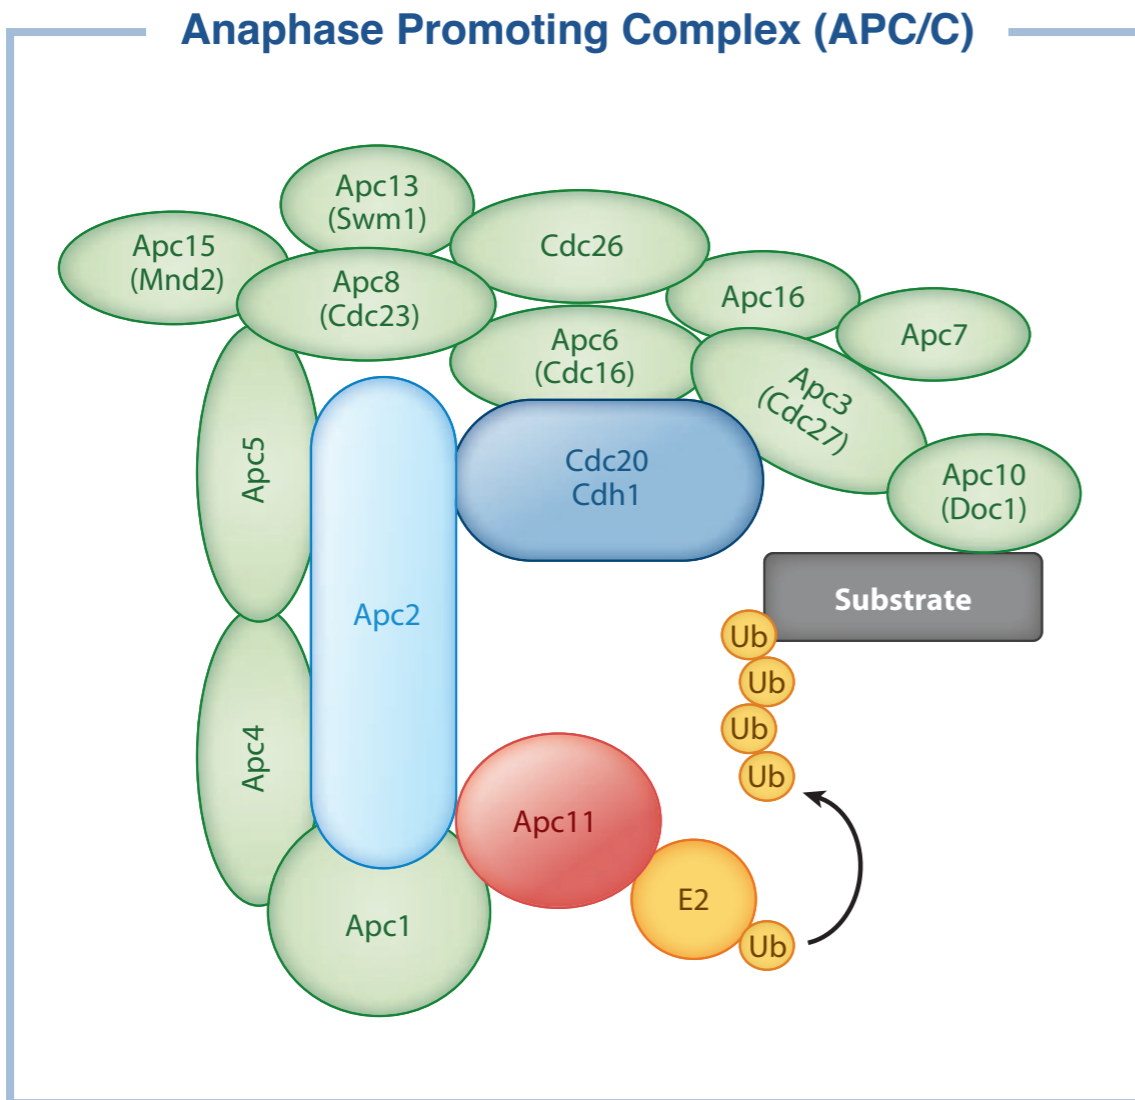 Anaphase Promoting Complex (APC/C)
Apc13
(Swm1)
Apc15
(Mnd2)
Cdc26
Apc8
(Cdc23)
Apc16
Apc7
Apc6
(Cdc16)
Apc3
(Cdc27)
Apc5
Cdc20
Cdh1
Apc10
(Doc1)
Apc2
Substrate
Ub
Ub
Ub
Ub
Apc4
Apc11
E2
Ub
Apc1